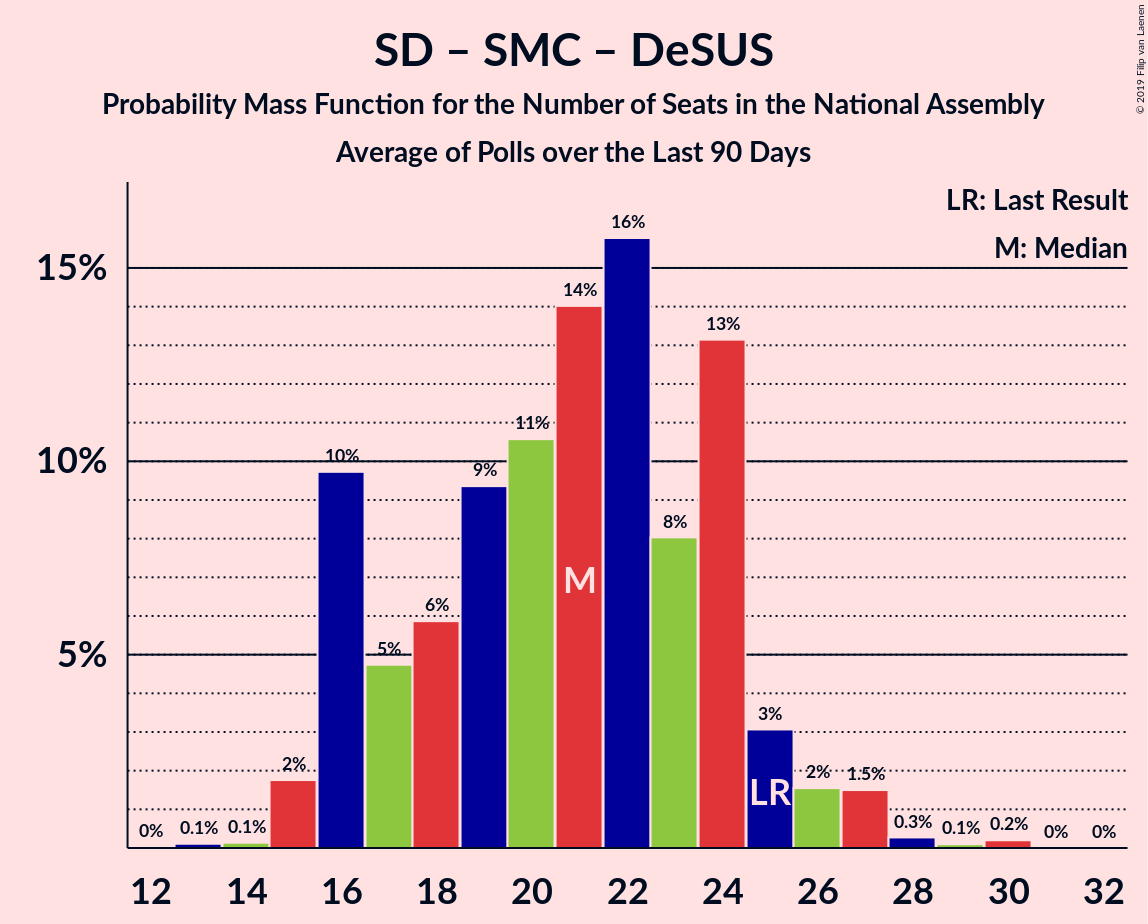 SD – SMC – DeSUS
Probability Mass Function for the Number of Seats in the National Assembly
Average of Polls over the Last 90 Days
© 2019 Filip van Laenen
LR: Last Result
M: Median
15%
10%
5%
0%
0.1%
0.1%
2%
10%
5%
6%
9%
11%
14%
16%
8%
13%
3%
2%
1.5%
0.3%
0.1%
0.2%
0%
0%
M
LR
12 14 16 18 20 22 24 26 28 30 32